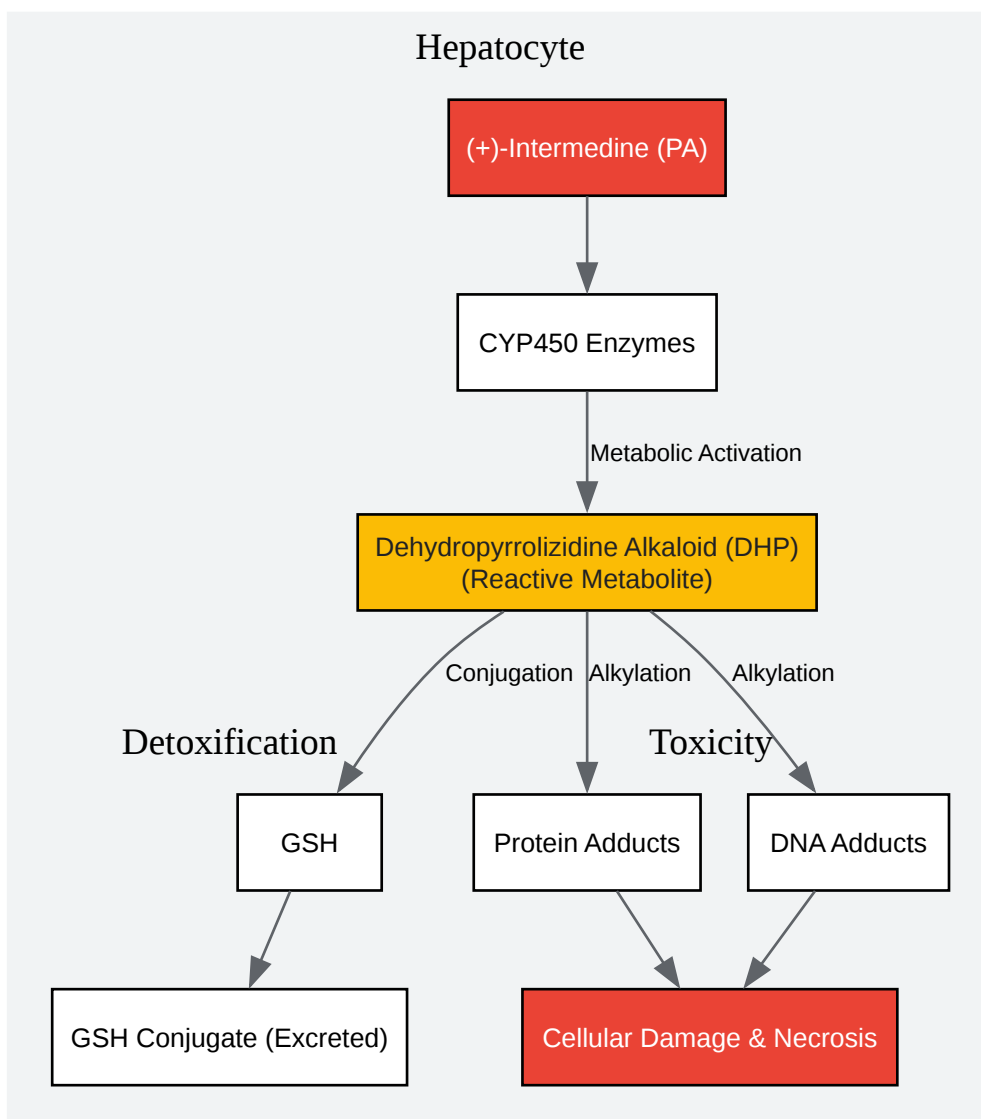 Hepatocyte
(+)-Intermedine (PA)
CYP450 Enzymes
Metabolic Activation
Dehydropyrrolizidine Alkaloid (DHP)
(Reactive Metabolite)
Conjugation
Alkylation
Alkylation
Detoxification
Toxicity
GSH
Protein Adducts
DNA Adducts
GSH Conjugate (Excreted)
Cellular Damage & Necrosis